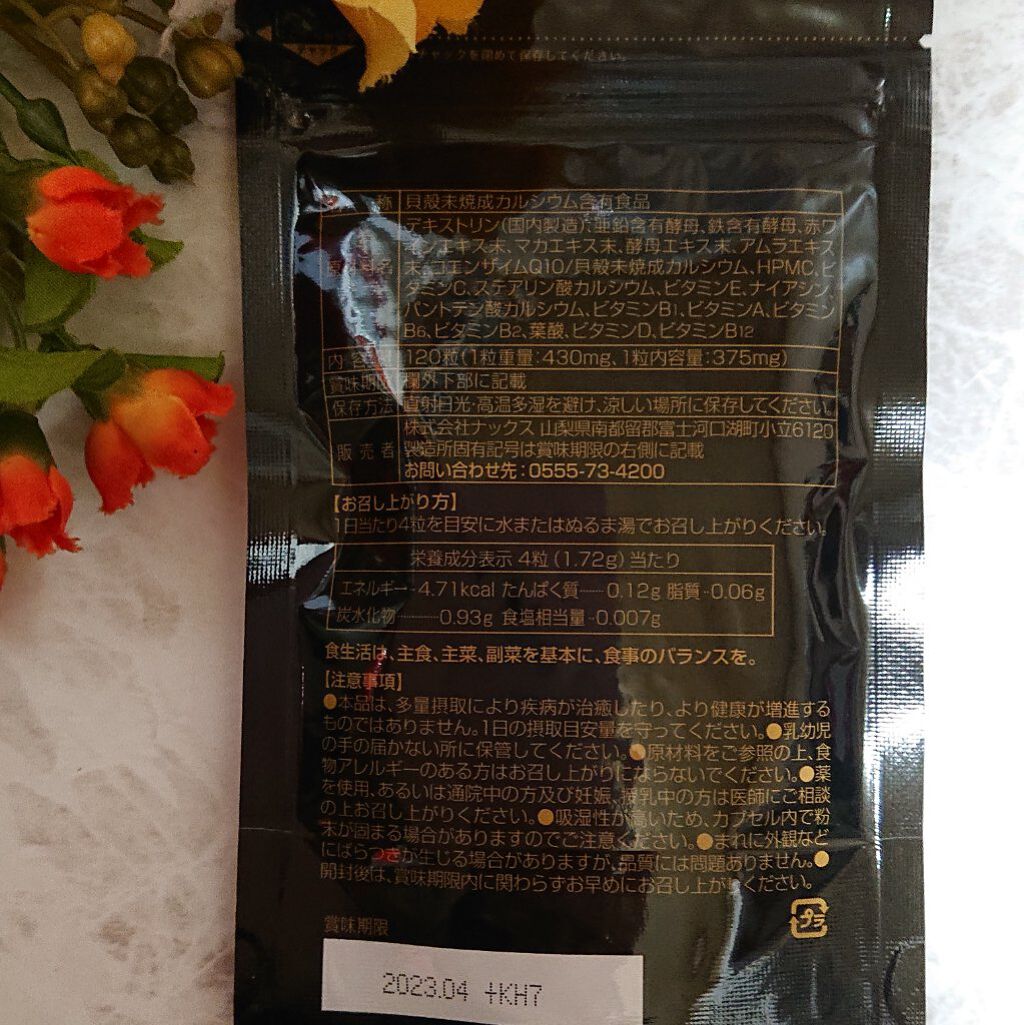 チャックを閉めて保存してください。
称 貝殻未焼成カルシウム含有食品
デキストリン(国内製造)、亜鉛含有酵母、鉄含有酵母、赤ワ
インエキス末、マカエキス末、酵母エキス末、アムラエキス
原材料名 末、コエンザイムQ10/貝殻未焼成カルシウム、HPMC、ビ
タミンC、ステアリン酸カルシウム、ビタミンE、ナイアシン、
パントテン酸カルシウム、ビタミンB1、ビタミンA、ビタミン
B6、ビタミンB2、葉酸、ビタミンD、ビタミンB12
内容量 120粒(1粒重量:430mg、1粒内容量:375mg)
賞味期限 欄外下部に記載
保存方法 直射日光・高温多湿を避け、涼しい場所に保存してください。
販売者 株式会社ナックス 山梨県南都留郡富士河口湖町小立6120
製造所固有記号は賞味期限の右側に記載
お問い合わせ先:0555-73-4200
【お召し上がり方】
1日当たり4粒を目安に水またはぬるま湯でお召し上がりください。
栄養成分表示 4粒(1.72g)当たり
エネルギー…4.71kcal たんぱく質……0.12g 脂質…0.06g
炭水化物………0.93g 食塩相当量…0.007g
食生活は、主食、主菜、副菜を基本に、食事のバランスを。
【注意事項】
●本品は、多量摂取により疾病が治癒したり、より健康が増進する
ものではありません。1日の摂取目安量を守ってください。●乳幼児
の手の届かない所に保管してください。●原材料をご参照の上、食
物アレルギーのある方はお召し上がりにならないでください。●薬
を使用、あるいは通院中の方及び妊娠、授乳中の方は医師にご相談
の上お召し上がりください。●吸湿性が高いため、カプセル内で粉
末が固まる場合がありますのでご注意ください。●まれに外観など
にばらつきが生じる場合がありますが、品質には問題ありません。●
開封後は、賞味期限内に関わらずお早めにお召し上がりください。
プラ
賞味期限
2023.04 +KH7